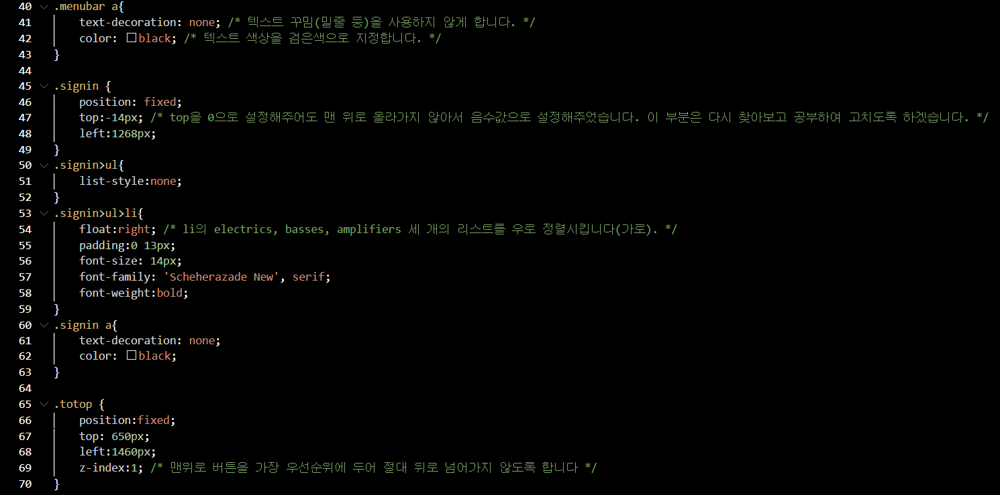 40 .menubar a{
41 text-decoration: none; /* 텍스트 꾸밈(밑줄 등)을 사용하지 않게 합니다. */
42 color: black; /* 텍스트 색상을 검은색으로 지정합니다. */
43 }
44
45 .signin {
46 position: fixed;
47 top:-14px; /* top을 0으로 설정해주어도 맨 위로 올라가지 않아서 음수값으로 설정해주었습니다. 이 부분은 다시 찾아보고 공부하여 고치도록 하겠습니다. */
48 left:1268px;
49 }
50 .signin>ul{
51 list-style:none;
52 }
53 .signin>ul>li{
54 float:right; /* li의 electrics, basses, amplifiers 세 개의 리스트를 우로 정렬시킵니다(가로). */
55 padding:0 13px;
56 font-size: 14px;
57 font-family: 'Scheherazade New', serif;
58 font-weight:bold;
59 }
60 .signin a{
61 text-decoration: none;
62 color: black;
63 }
64
65 .totop {
66 position:fixed;
67 top: 650px;
68 left:1460px;
69 z-index:1; /* 맨위로 버튼을 가장 우선순위에 두어 절대 뒤로 넘어가지 않도록 합니다 */
70 }